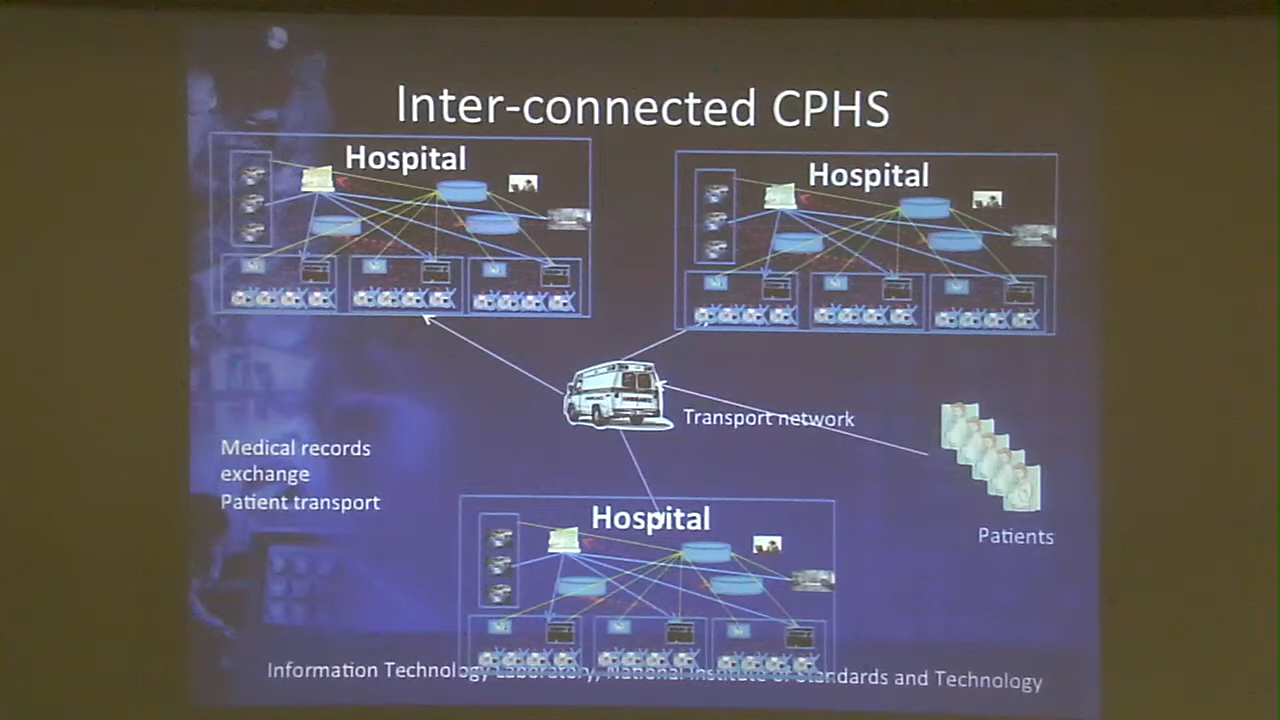 Inter-connected CPHS
Hospital
Hospital
Transport network
Medical records
exchange
Patient transport
Hospital
Patients
Information Technology Laboratory, National Institute of Standards and Technology